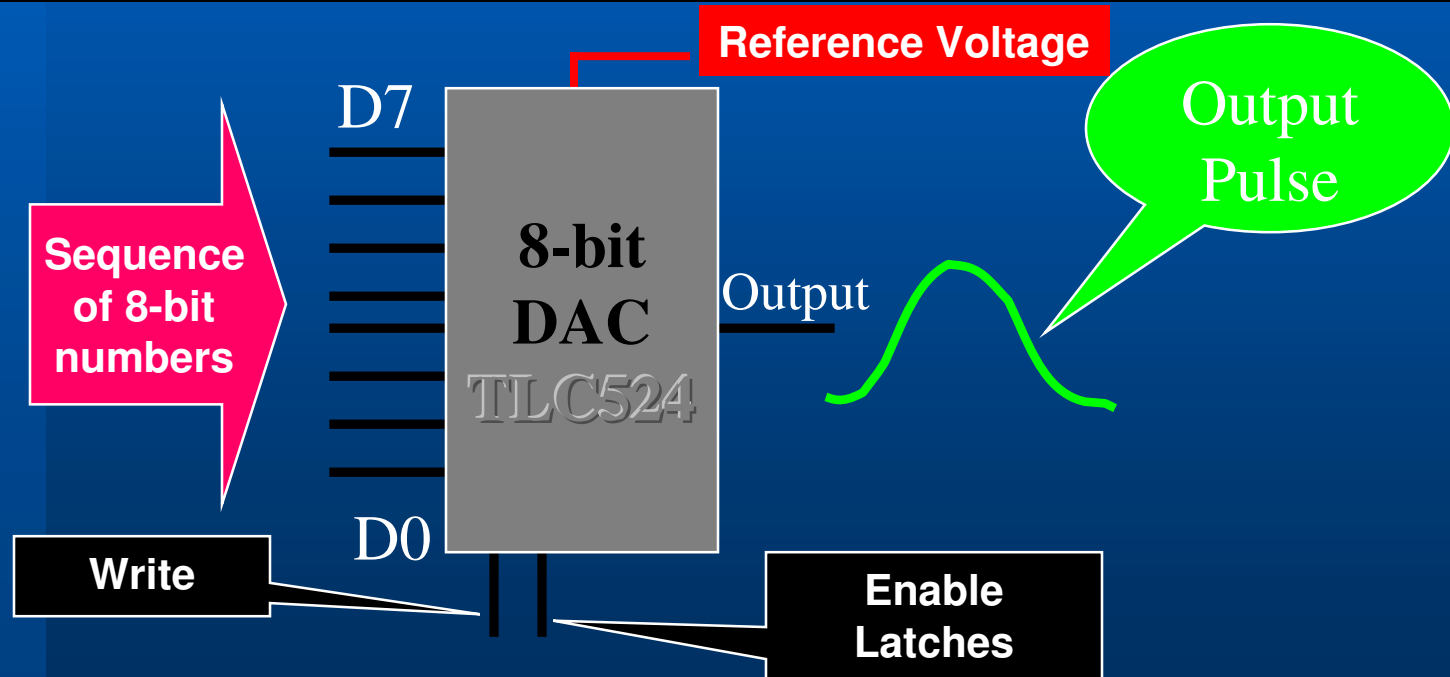 Reference Voltage
D7
Output
Pulse
Sequence
of 8-bit
numbers
8-bit
DAC
TLC524
Output
D0
Write
Enable
Latches